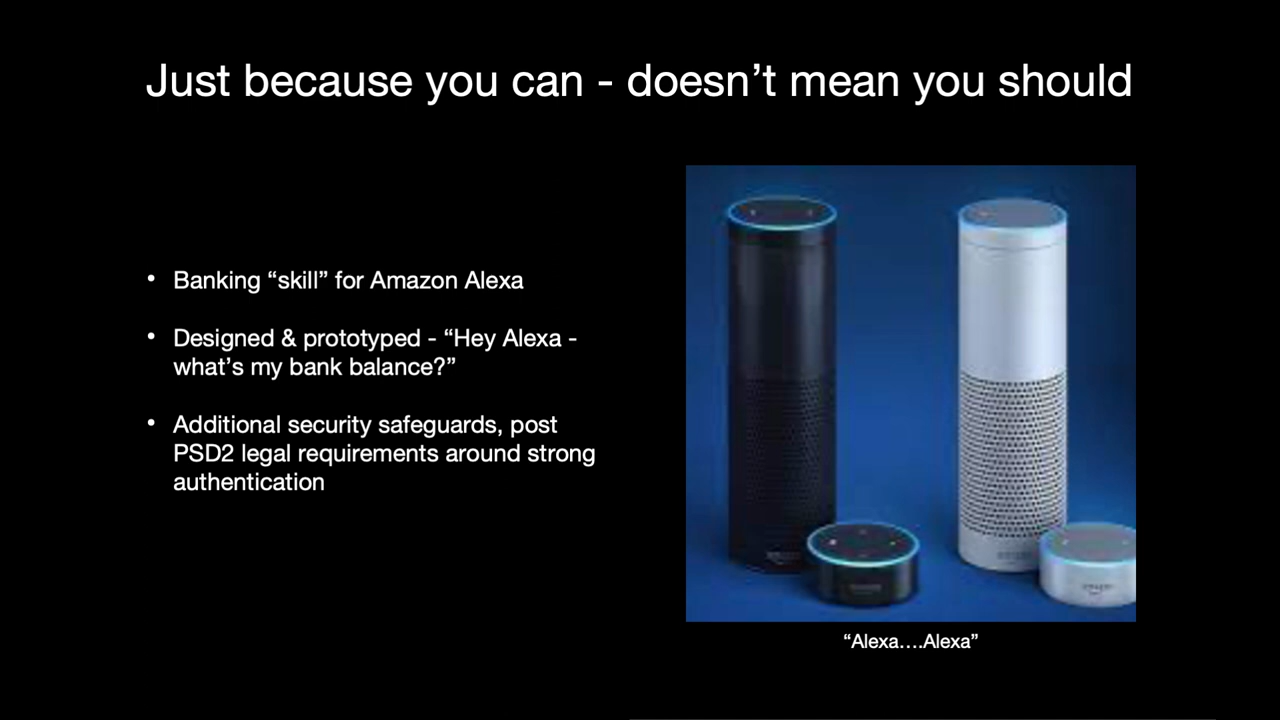 Just because you can - doesn’t mean you should
• Banking “skill” for Amazon Alexa
• Designed & prototyped - “Hey Alexa -
what’s my bank balance?”
• Additional security safeguards, post
PSD2 legal requirements around strong
authentication
“Alexa....Alexa”